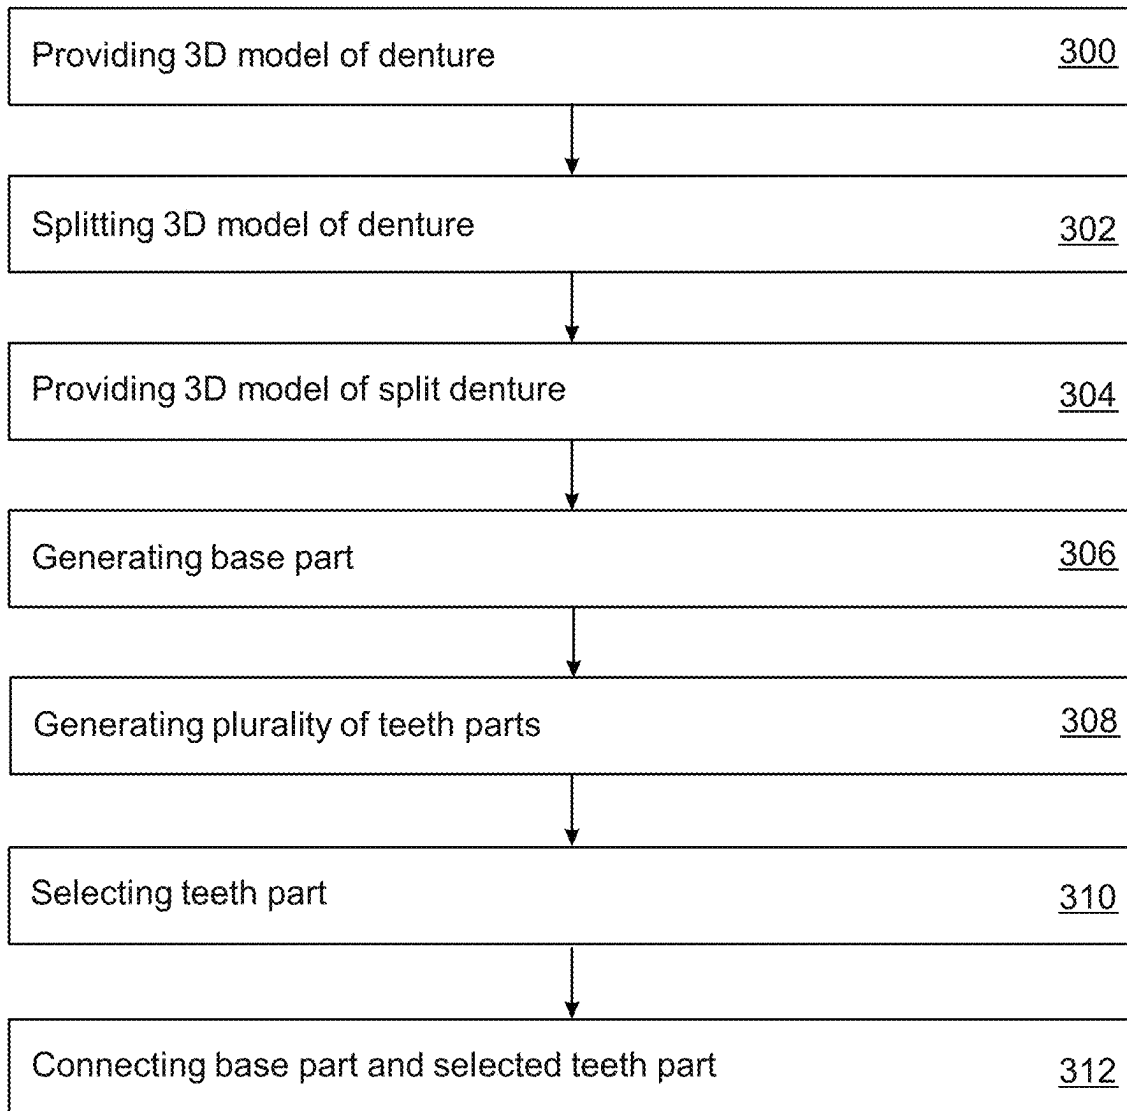 Providing 3D model of denture 300
Splitting 3D model of denture 302
Providing 3D model of split denture 304
Generating base part 306
Generating plurality of teeth parts 308
Selecting teeth part 310
Connecting base part and selected teeth part 312